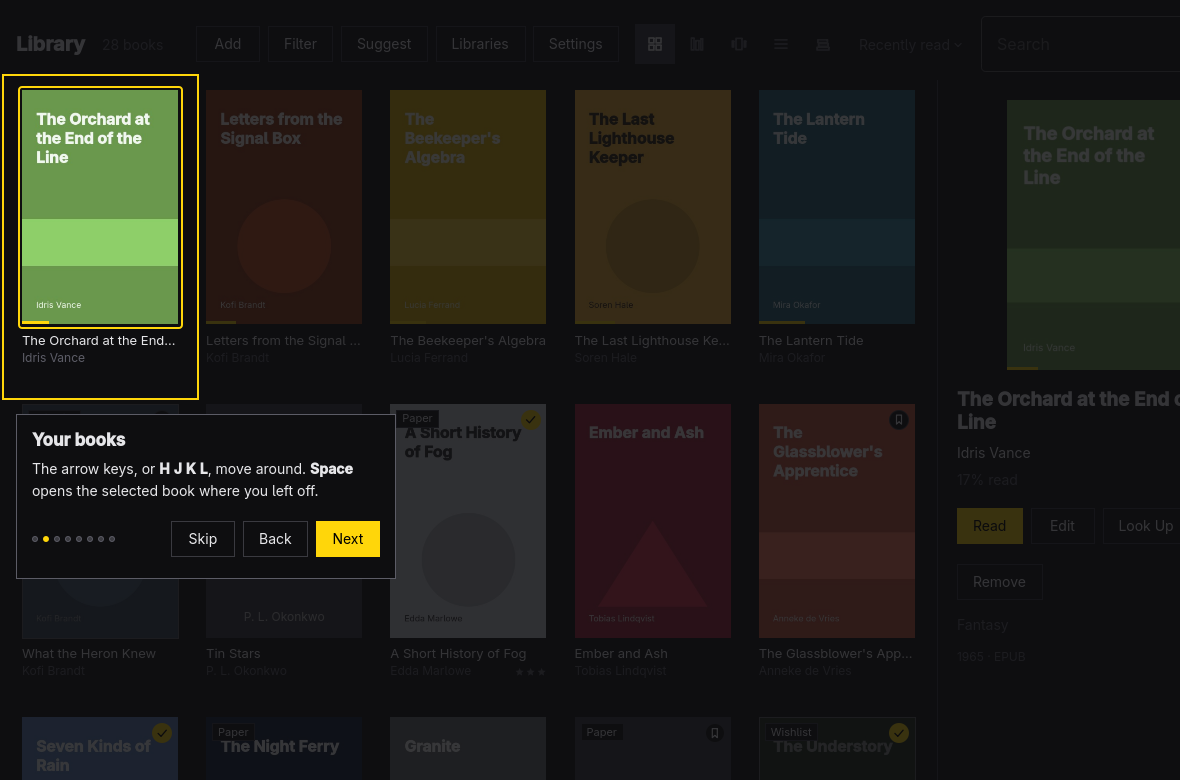 Library 28 books Add Filter Suggest Libraries Settings Recently read Search
The Orchard at
the End of the
Line
Idris Vance
The Orchard at the End...
Idris Vance
Letters from the
Signal Box
Kofi Brandt
Letters from the Signal ...
Kofi Brandt
The
Beekeeper's
Algebra
Lucia Ferrand
The Beekeeper's Algebra
Lucia Ferrand
The Last
Lighthouse
Keeper
Soren Hale
The Last Lighthouse Ke...
Soren Hale
The Lantern
Tide
Mira Okafor
The Lantern Tide
Mira Okafor
Your books
The arrow keys, or H J K L, move around. Space
opens the selected book where you left off.
Skip Back Next
Kofi Brandt
What the Heron Knew
Kofi Brandt
P. L. Okonkwo
Tin Stars
P. L. Okonkwo
Paper
A Short History
of Fog
Edda Marlowe
A Short History of Fog
Edda Marlowe ★★★
Ember and Ash
Tobias Lindqvist
Ember and Ash
Tobias Lindqvist
The
Glassblower's
Apprentice
Anneke de Vries
The Glassblower's App...
Anneke de Vries
Seven Kinds of
Rain
Paper
The Night Ferry
Granite
Paper
Wishlist
The Understory
The Orchard at
the End of the
Line
Idris Vance
The Orchard at the End o
Line
Idris Vance
17% read
Read Edit Look Up
Remove
Fantasy
1965 EPUB